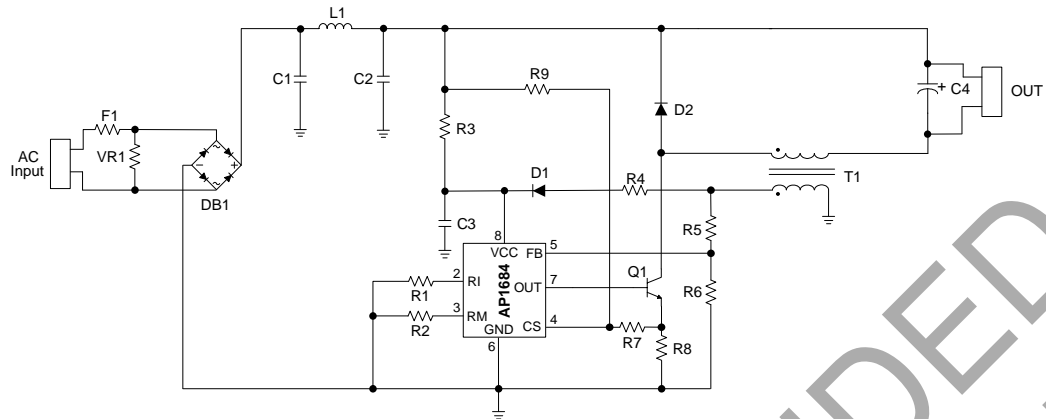 L1
C1
C2
R9
C4
+
OUT
F1
VR1
AC
Input
DB1
- ~ + ~
R3
D2
D1
R4
T1
C3
8
VCC
FB
5
R5
2
RI
AP1684
OUT
7
Q1
R6
R1
3
RM
CS
4
R2
GND
6
R7
R8
NDED